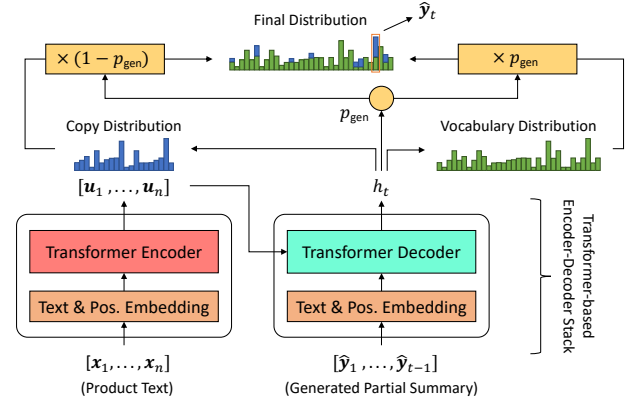 Final Distribution
ŷ_t
× (1 − p_gen)
× p_gen
p_gen
Copy Distribution
Vocabulary Distribution
[u_1 ,..., u_n]
h_t
Transformer Encoder
Transformer Decoder
Text & Pos. Embedding
Text & Pos. Embedding
Transformer-based
Encoder-Decoder Stack
[x_1,..., x_n]
[ŷ_1 ,..., ŷ_{t−1}]
(Product Text)
(Generated Partial Summary)